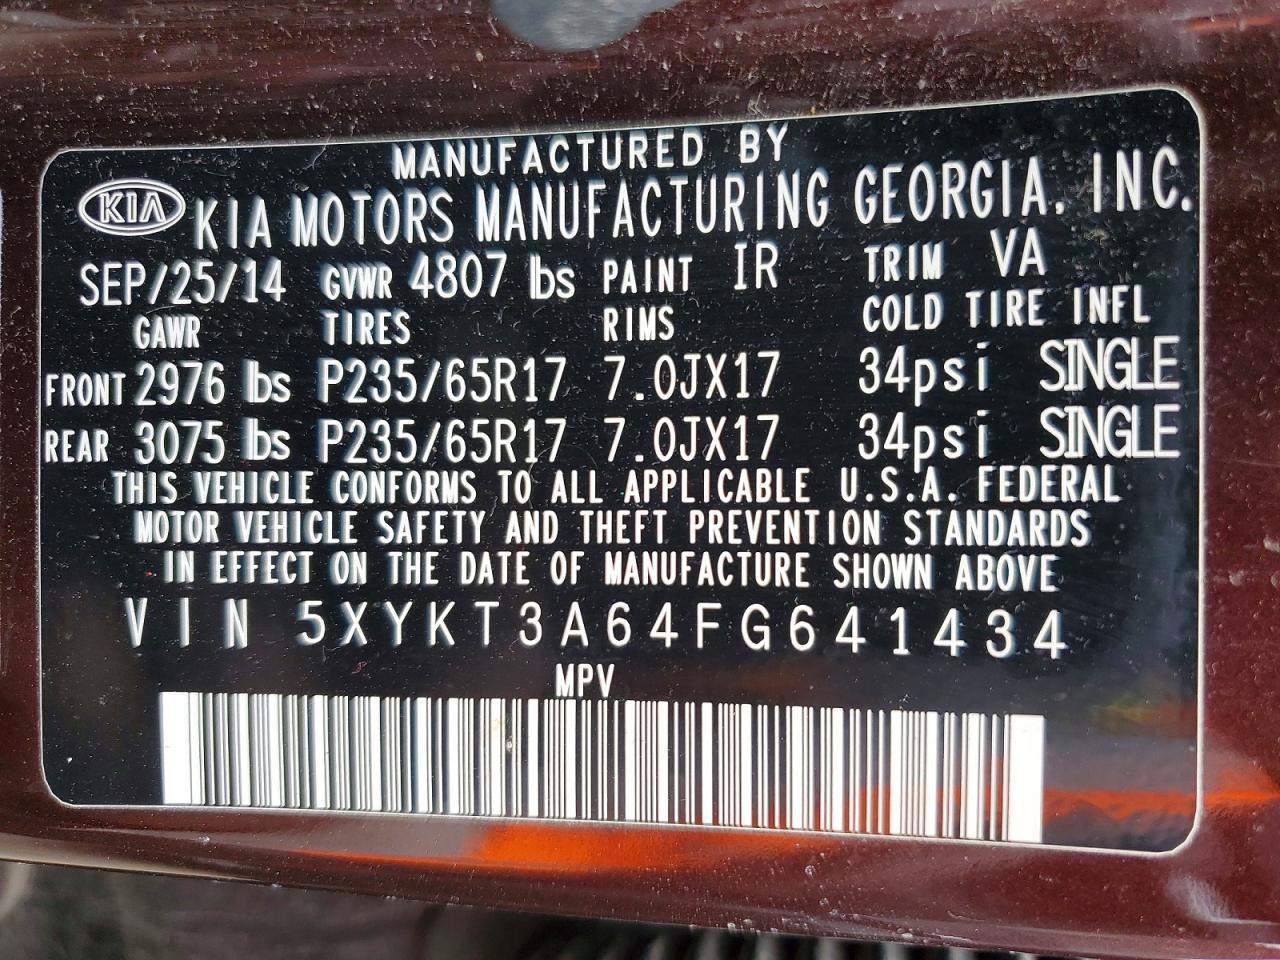 MANUFACTURED BY
KIA KIA MOTORS MANUFACTURING GEORGIA. INC.
SEP/25/14 GVWR 4807 lbs PAINT IR TRIM VA
GAWR TIRES RIMS COLD TIRE INFL
FRONT 2976 lbs P235/65R17 7.0JX17 34psi SINGLE
REAR 3075 lbs P235/65R17 7.0JX17 34psi SINGLE
THIS VEHICLE CONFORMS TO ALL APPLICABLE U.S.A. FEDERAL
MOTOR VEHICLE SAFETY AND THEFT PREVENTION STANDARDS
IN EFFECT ON THE DATE OF MANUFACTURE SHOWN ABOVE
VIN 5XYKT3A64FG641434
MPV